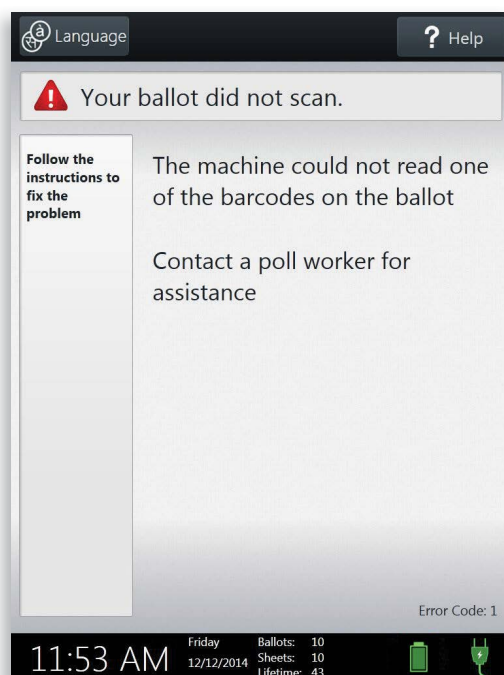 Language
? Help
Your ballot did not scan.
Follow the
instructions to
fix the
problem
The machine could not read one
of the barcodes on the ballot
Contact a poll worker for
assistance
Error Code: 1
11:53 AM
Friday
12/12/2014
Ballots: 10
Sheets: 10
Lifetime: 43